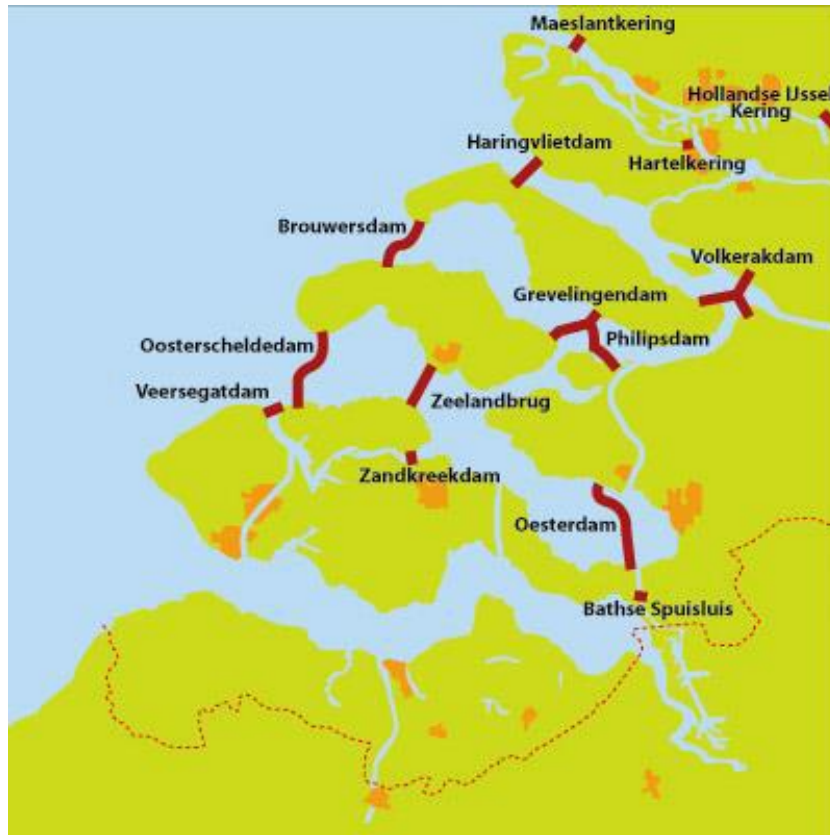 Maeslantkering
Hollandse IJssel
Kering
Haringvlietdam
Hartelkering
Brouwersdam
Volkerakdam
Grevelingendam
Oosterscheldedam
Philipsdam
Veersegatdam
Zeelandbrug
Zandkreekdam
Oesterdam
Bathse Spuisluis